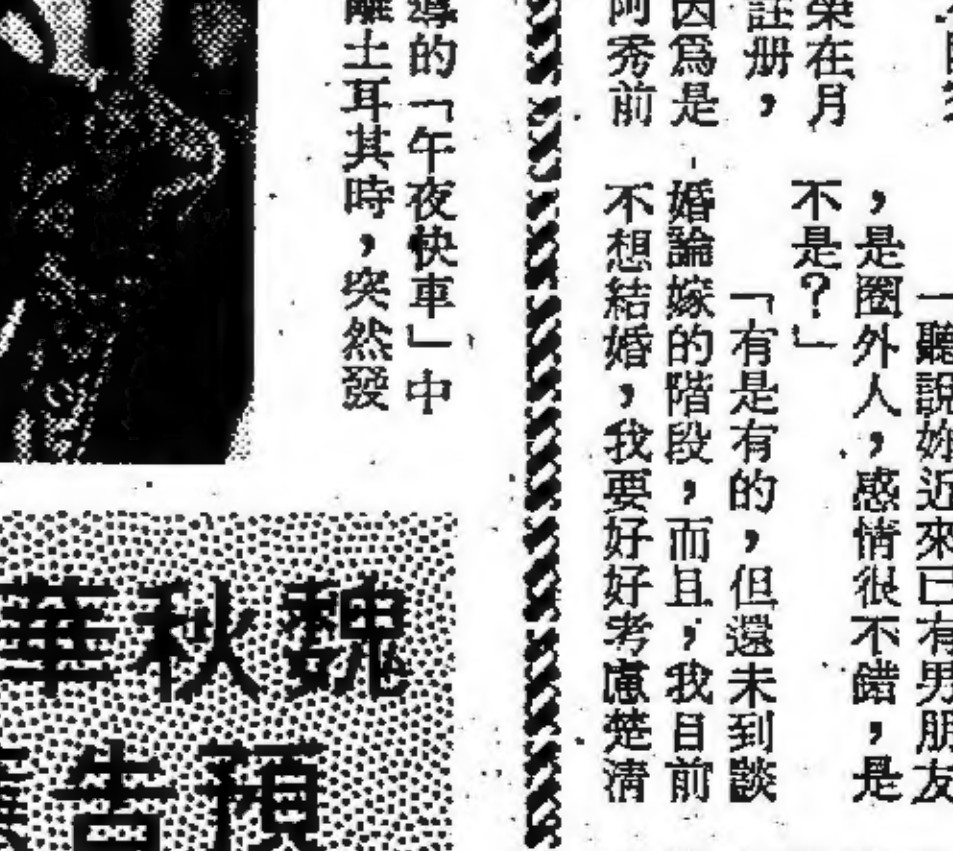 榮在月
註册，
因爲是
阿秀前
「聽説妳近來已有男朋友
，是圈外人，感情很不錯，是
不是？」
「有是有的，但還未到談
婚論嫁的階段，而且，我目前
不想結婚，我要好好考慮楚清
導的「午夜快車」中
離土耳其時，突然發
魏秋華
預告